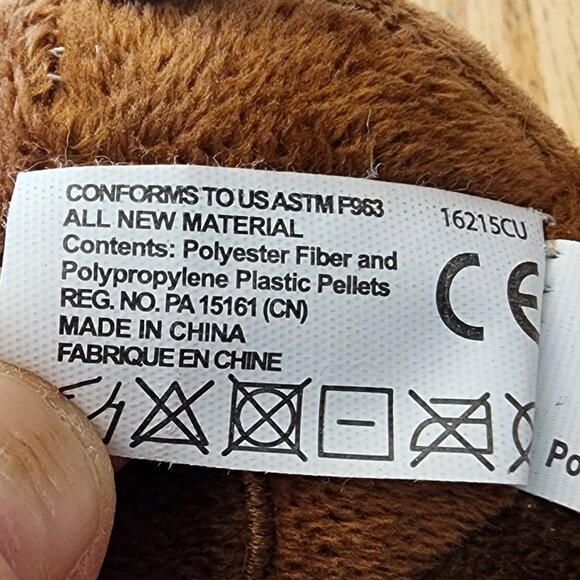 CONFORMS TO US ASTM F963
16215CU
ALL NEW MATERIAL
Contents: Polyester Fiber and
Polypropylene Plastic Pellets
REG. NO. PA 15161 (CN)
MADE IN CHINA
FABRIQUE EN CHINE
CE
Po